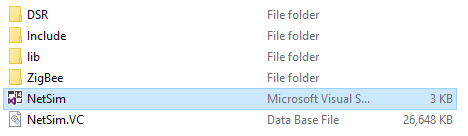 DSR File folder
Include File folder
lib File folder
ZigBee File folder
NetSim Microsoft Visual S... 3 KB
NetSim.VC Data Base File 26,648 KB